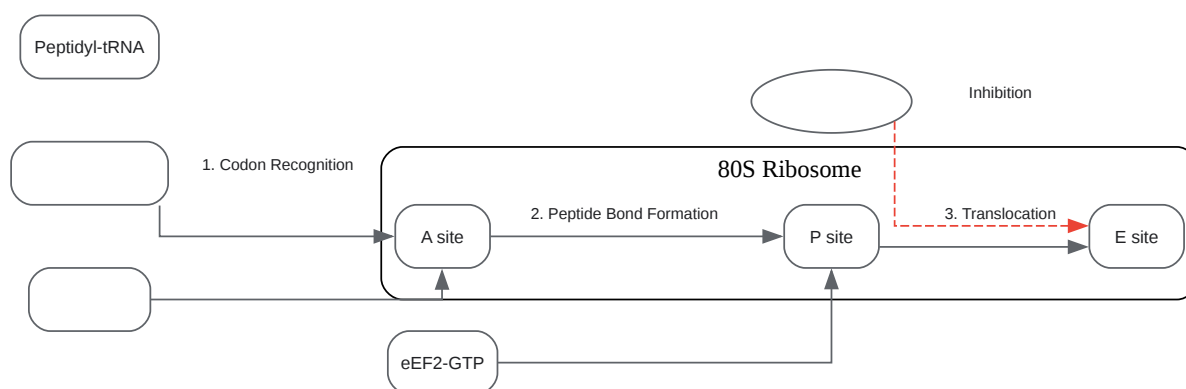 Peptidyl-tRNA
Inhibition
1. Codon Recognition
80S Ribosome
2. Peptide Bond Formation
3. Translocation
A site
P site
E site
eEF2-GTP